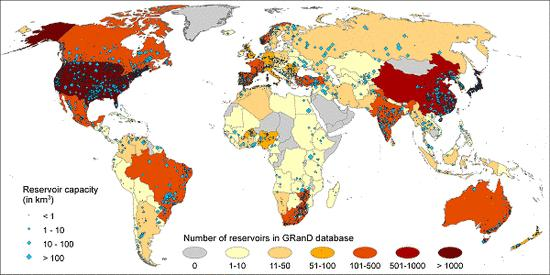 Reservoir capacity
(in km³)
< 1
1 - 10
10 - 100
> 100
Number of reservoirs in GRanD database
0
1-10
11-50
51-100
101-500
501-1000
> 1000